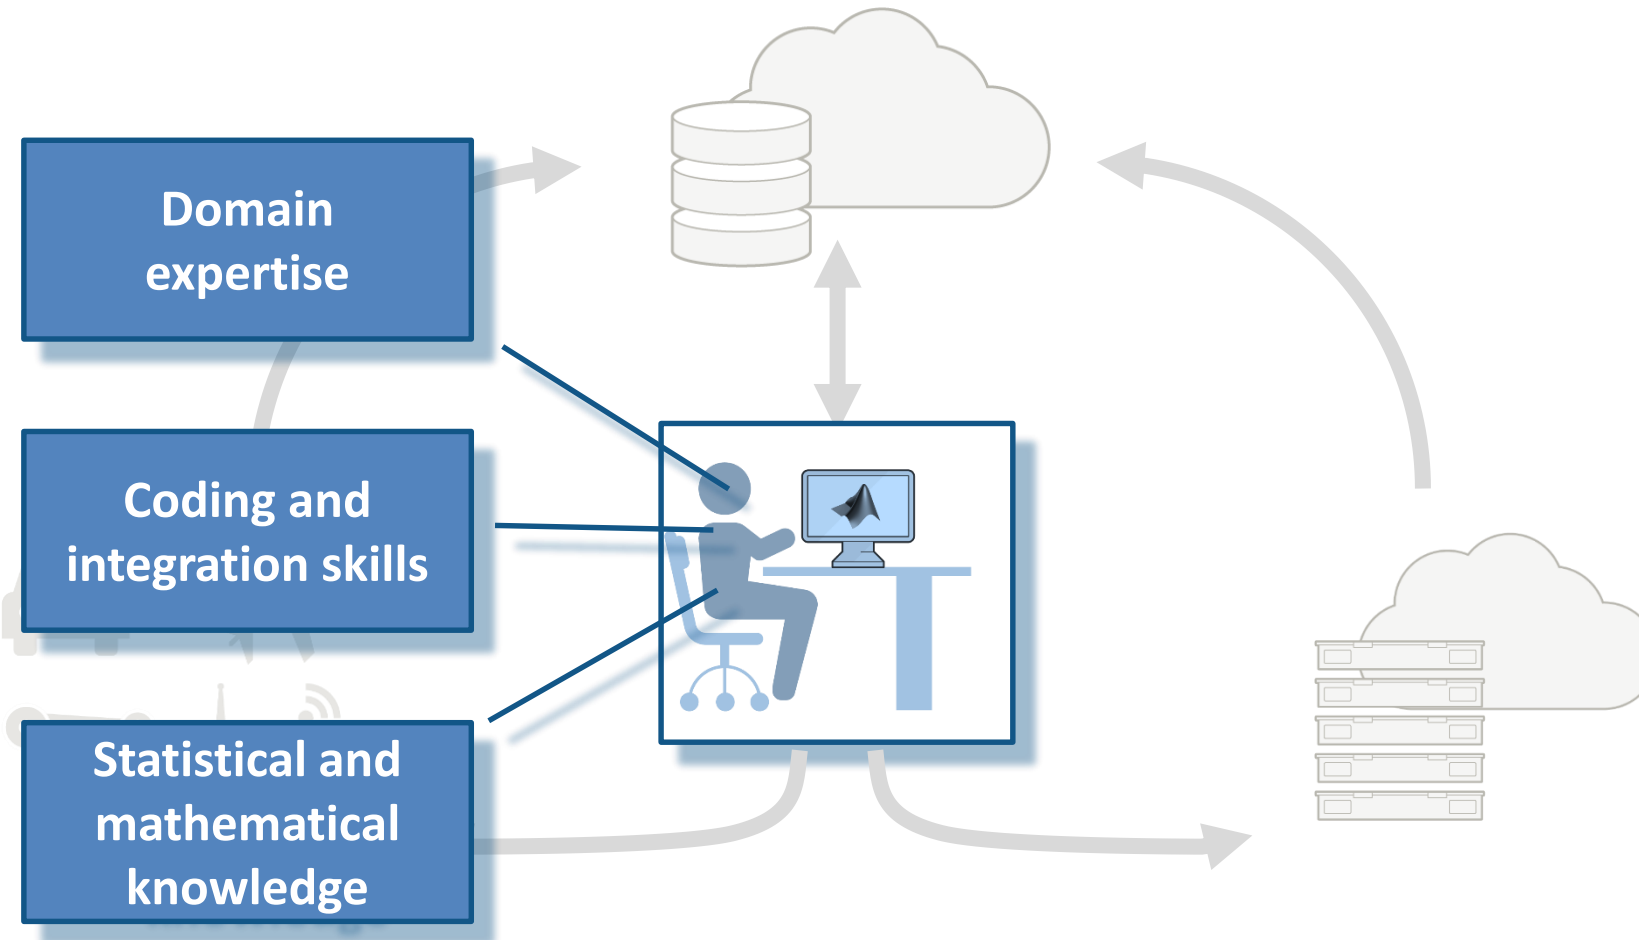 Domain
expertise
Coding and
integration skills
Statistical and
mathematical
knowledge